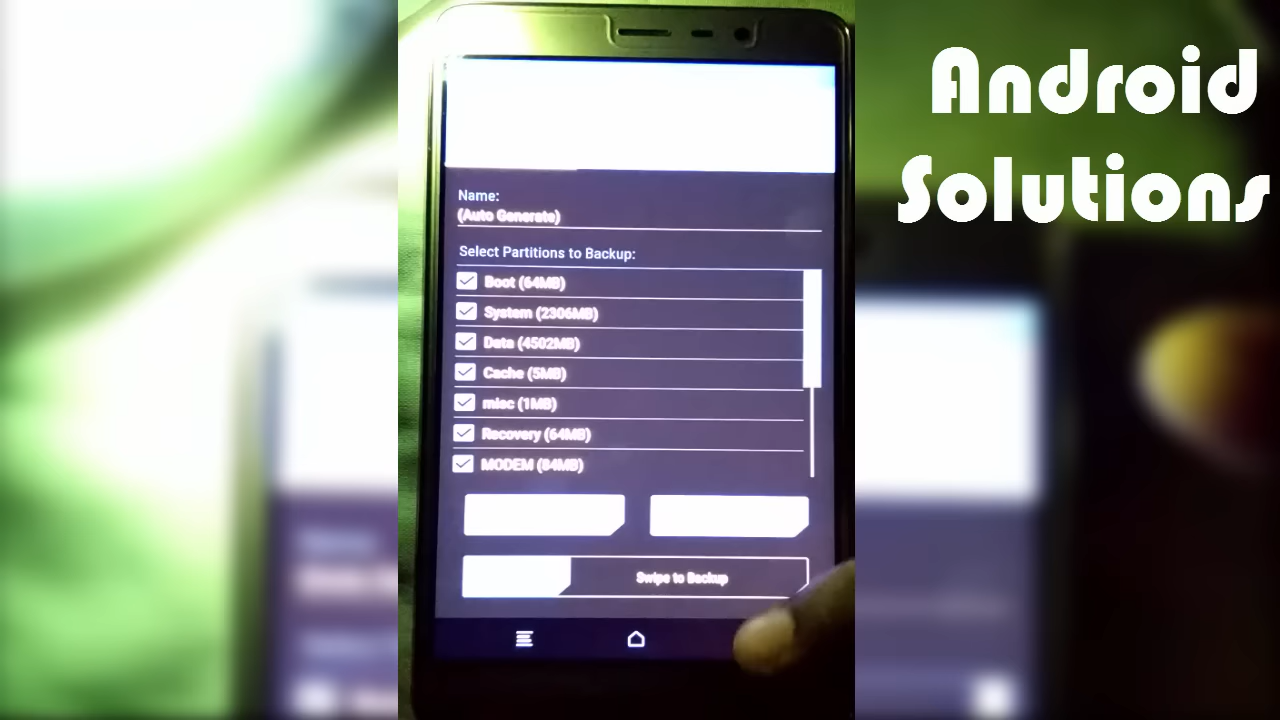 Android
Solutions
Name:
(Auto Generate)
Select Partitions to Backup:
Boot (64MB)
System (2306MB)
Data (4502MB)
Cache (5MB)
misc (1MB)
Recovery (64MB)
MODEM (84MB)
Swipe to Backup